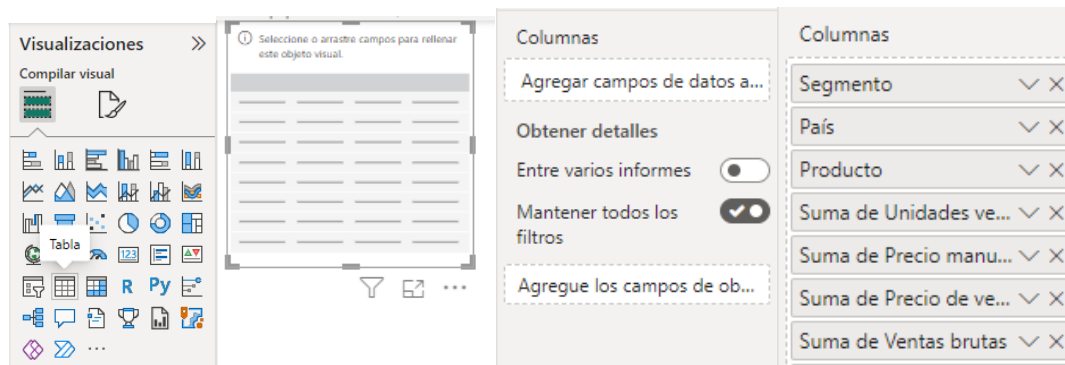 Visualizaciones
Compilar visual
123
R
Py
Tabla
Seleccione o arrastre campos para rellenar
este objeto visual.
Columnas
Agregar campos de datos a...
Obtener detalles
Entre varios informes
Mantener todos los
filtros
Agregue los campos de ob...
Columnas
Segmento
País
Producto
Suma de Unidades ve...
Suma de Precio manu...
Suma de Precio de ve...
Suma de Ventas brutas